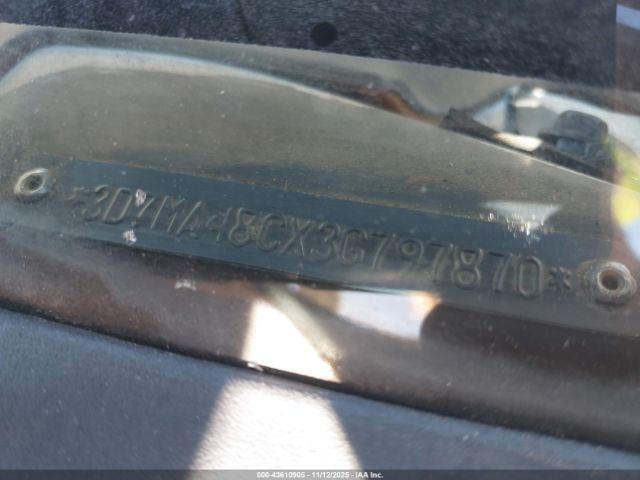 *3D7MA48CX3G797870*
000-43610905 - 11/12/2025 - IAA Inc.